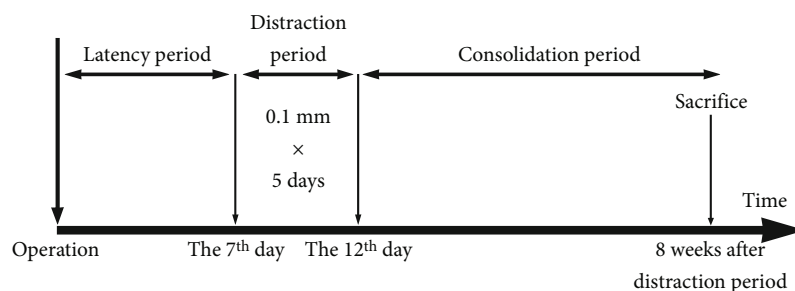 Distraction
period
Latency period
Consolidation period
0.1 mm
×
5 days
Sacrifice
Time
Operation
The 7th day
The 12th day
8 weeks after
distraction period